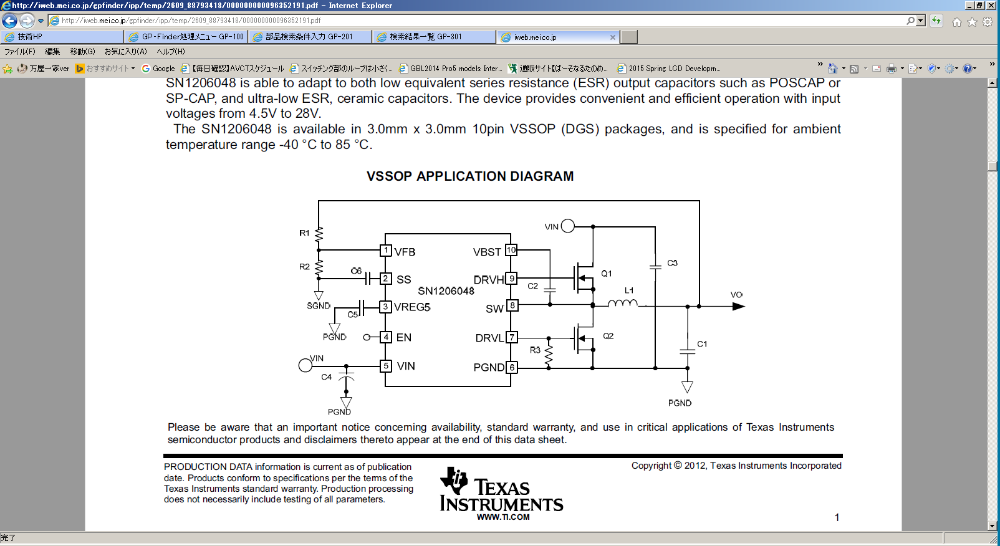 http://iweb.mei.co.jp/gpfinder/ipp/temp/2609_88793418/000000000096352191.pdf - Internet Explorer
http://iweb.mei.co.jp/gpfinder/ipp/temp/2609_88793418/000000000096352191.pdf
技術HP
GP-Finder処理メニュー GP-100
部品検索条件入力 GP-201
検索結果一覧 GP-301
iweb.mei.co.jp
ファイル(F) 編集 移動(G) お気に入り(A) ヘルプ(H)
万屋一家ver おすすめサイト Google 【毎日確認】AVCTスケジュール スイッチング部のループは小さく... GBL2014 Pro5 models Inter... 通販サイト【はーそなるたのめ... 2015 Spring LCD Developm...
SN1206048 is able to adapt to both low equivalent series resistance (ESR) output capacitors such as POSCAP or
SP-CAP, and ultra-low ESR, ceramic capacitors. The device provides convenient and efficient operation with input
voltages from 4.5V to 28V.
The SN1206048 is available in 3.0mm x 3.0mm 10pin VSSOP (DGS) packages, and is specified for ambient
temperature range -40 °C to 85 °C.
VSSOP APPLICATION DIAGRAM
VIN
R1
1 VFB
VBST 10
C3
R2
C6
2 SS
DRVH 9
Q1
C2
SN1206048
L1
VO
SGND
C5
3 VREG5
SW 8
PGND
4 EN
DRVL 7
Q2
R3
C1
VIN
5 VIN
PGND 6
C4
PGND
PGND
Please be aware that an important notice concerning availability, standard warranty, and use in critical applications of Texas Instruments
semiconductor products and disclaimers thereto appear at the end of this data sheet.
PRODUCTION DATA information is current as of publication
date. Products conform to specifications per the terms of the
Texas Instruments standard warranty. Production processing
does not necessarily include testing of all parameters.
TEXAS
INSTRUMENTS
WWW.TI.COM
Copyright © 2012, Texas Instruments Incorporated
1
完了